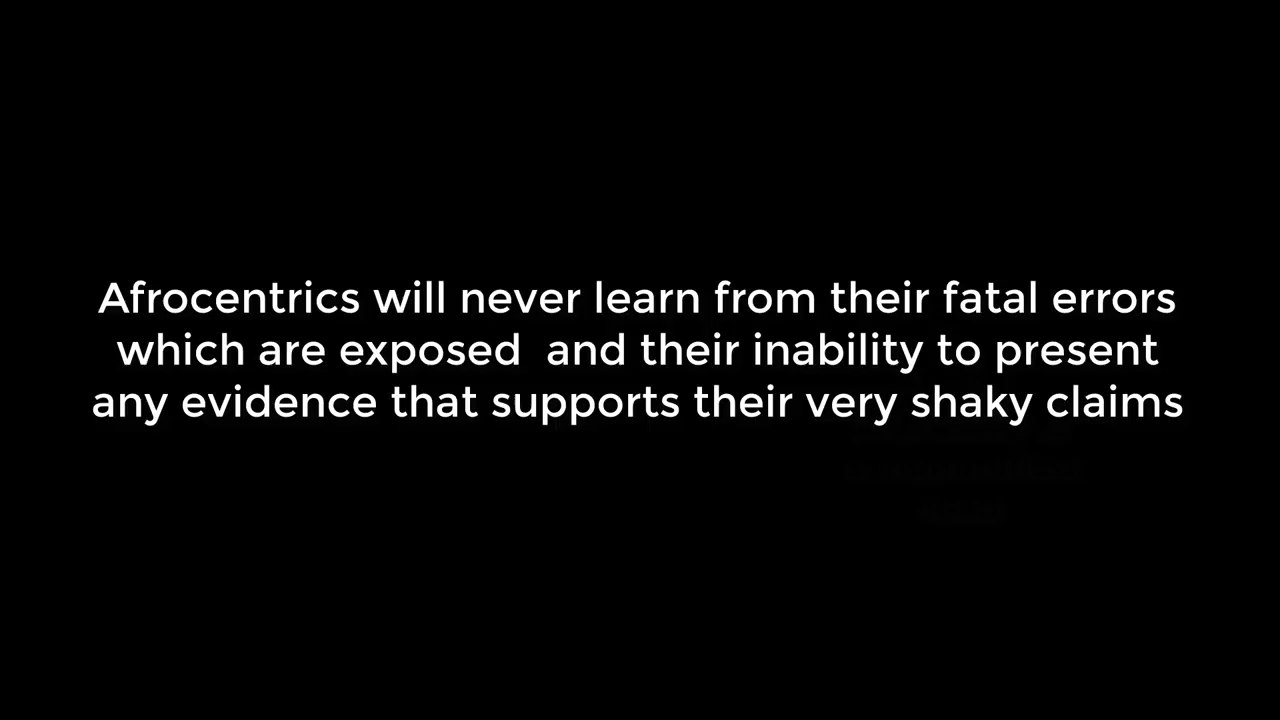 Afrocentrics will never learn from their fatal errors
which are exposed  and their inability to present
any evidence that supports their very shaky claims